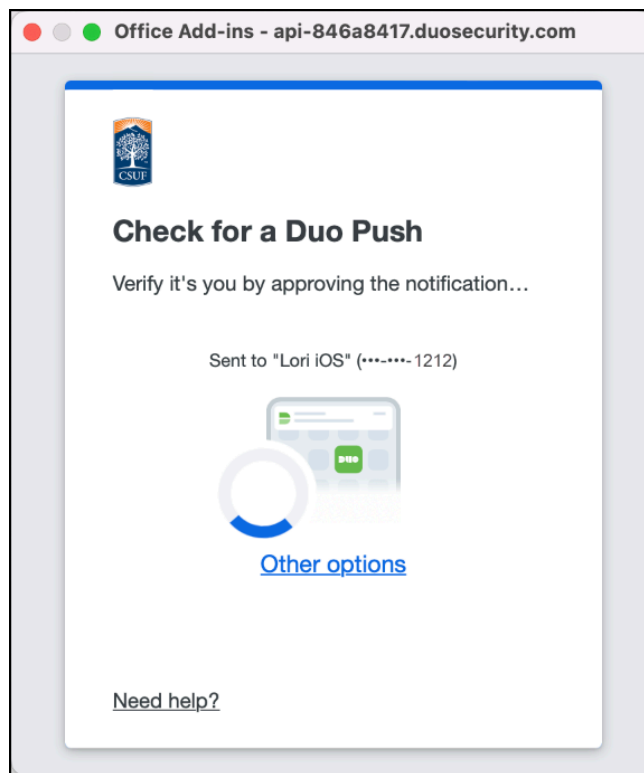 Office Add-ins - api-846a8417.duosecurity.com
CSUF
Check for a Duo Push
Verify it's you by approving the notification...
Sent to "Lori iOS" (•••-•••-1212)
DUO
Other options
Need help?